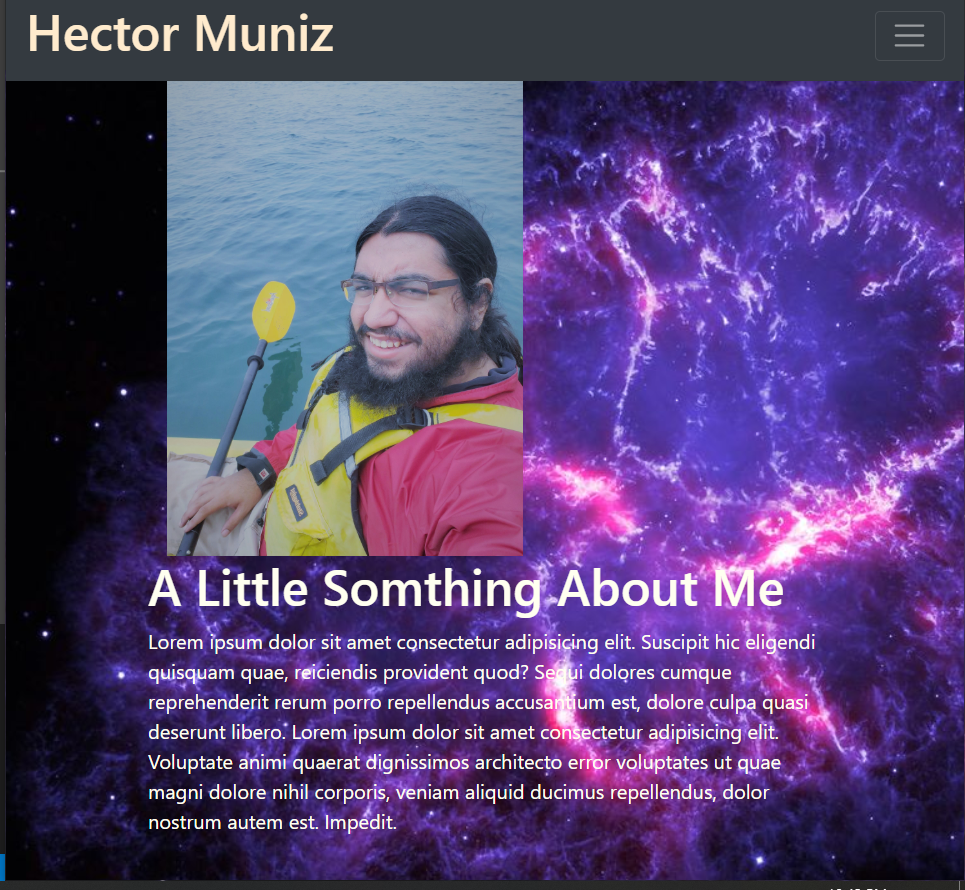 Hector Muniz
A Little Somthing About Me
Lorem ipsum dolor sit amet consectetur adipisicing elit. Suscipit hic eligendi
quisquam quae, reiciendis provident quod? Sequi dolores cumque
reprehenderit rerum porro repellendus accusantium est, dolore culpa quasi
deserunt libero. Lorem ipsum dolor sit amet consectetur adipisicing elit.
Voluptate animi quaerat dignissimos architecto error voluptates ut quae
magni dolore nihil corporis, veniam aliquid ducimus repellendus, dolor
nostrum autem est. Impedit.